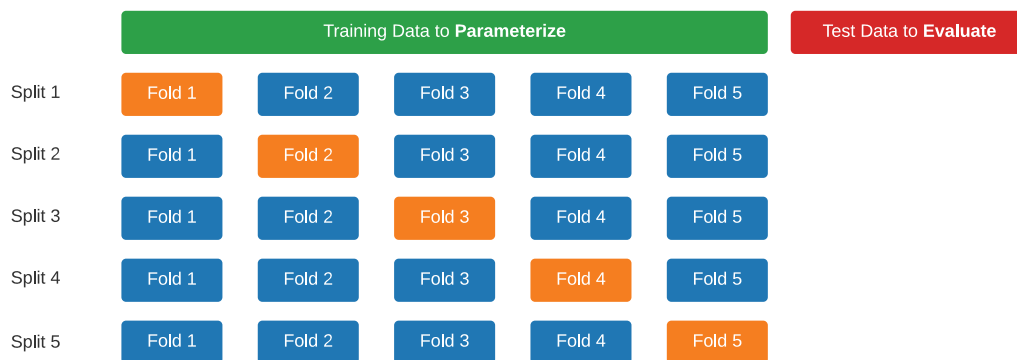 Training Data to Parameterize Test Data to Evaluate
Split 1 Fold 1 Fold 2 Fold 3 Fold 4 Fold 5
Split 2 Fold 1 Fold 2 Fold 3 Fold 4 Fold 5
Split 3 Fold 1 Fold 2 Fold 3 Fold 4 Fold 5
Split 4 Fold 1 Fold 2 Fold 3 Fold 4 Fold 5
Split 5 Fold 1 Fold 2 Fold 3 Fold 4 Fold 5